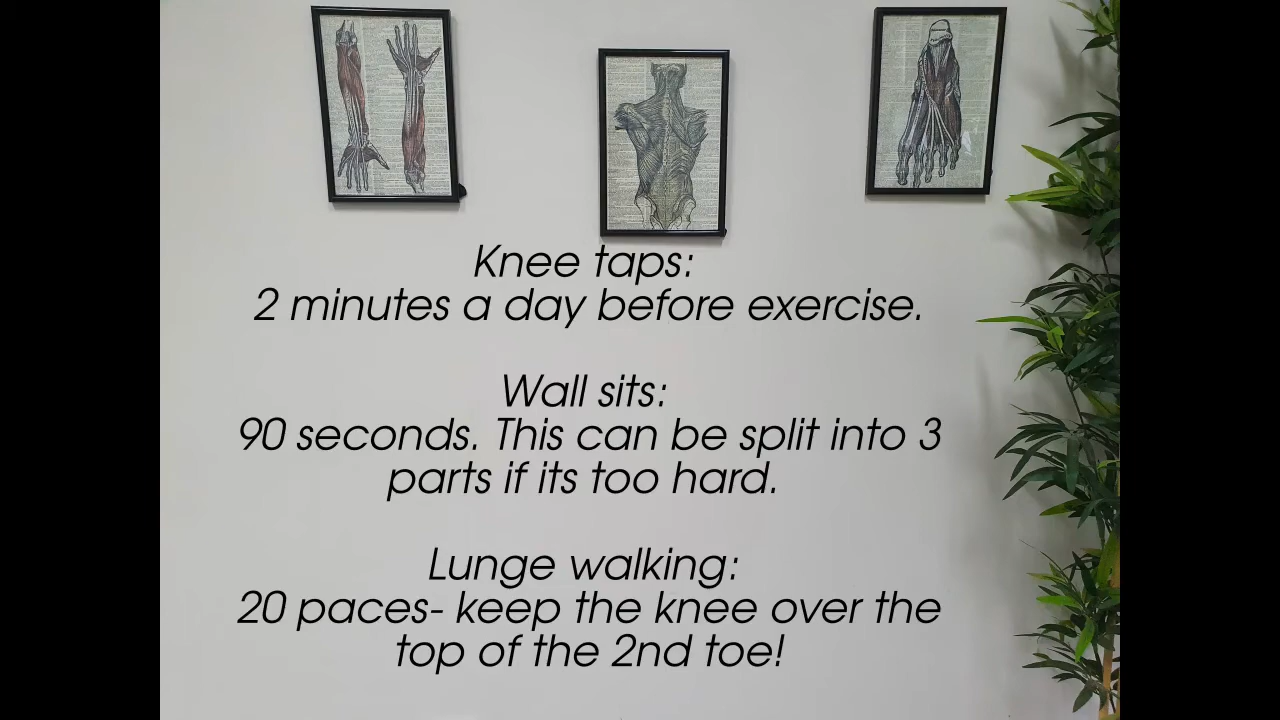 Knee taps:
2 minutes a day before exercise.
Wall sits:
90 seconds. This can be split into 3
parts if its too hard.
Lunge walking:
20 paces- keep the knee over the
top of the 2nd toe!